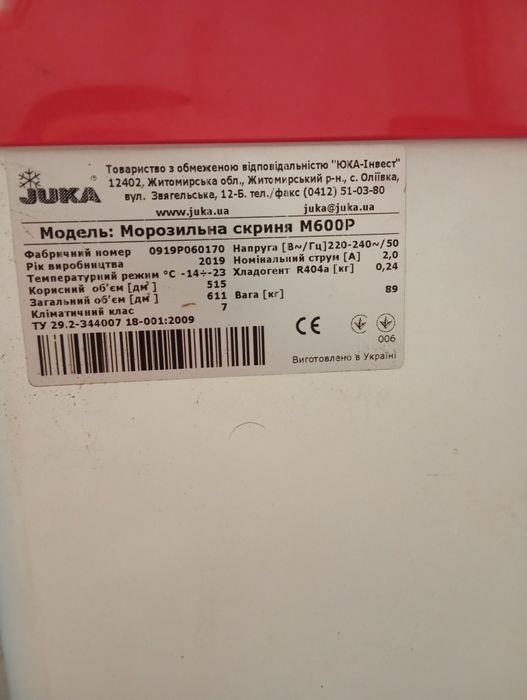 JUKA®
Товариство з обмеженою відповідальністю "ЮКА-Інвест"
12402, Житомирська обл., Житомирський р-н., с. Оліївка,
вул. Звягельська, 12-Б. тел./факс (0412) 51-03-80
www.juka.ua juka@juka.ua
Модель: Морозильна скриня M600P
Фабричний номер 0919P060170 Напруга [В~/Гц]220-240~/50
Рік виробництва 2019 Номінальний струм [А] 2,0
Температурний режим °С -14÷-23 Хладогент R404a [кг] 0,24
Корисний об'єм [дм³] 515
Загальний об'єм [дм³] 611 Вага [кг] 89
Кліматичний клас 7
ТУ 29.2-344007 18-001:2009
CE
006
Виготовлено в Україні